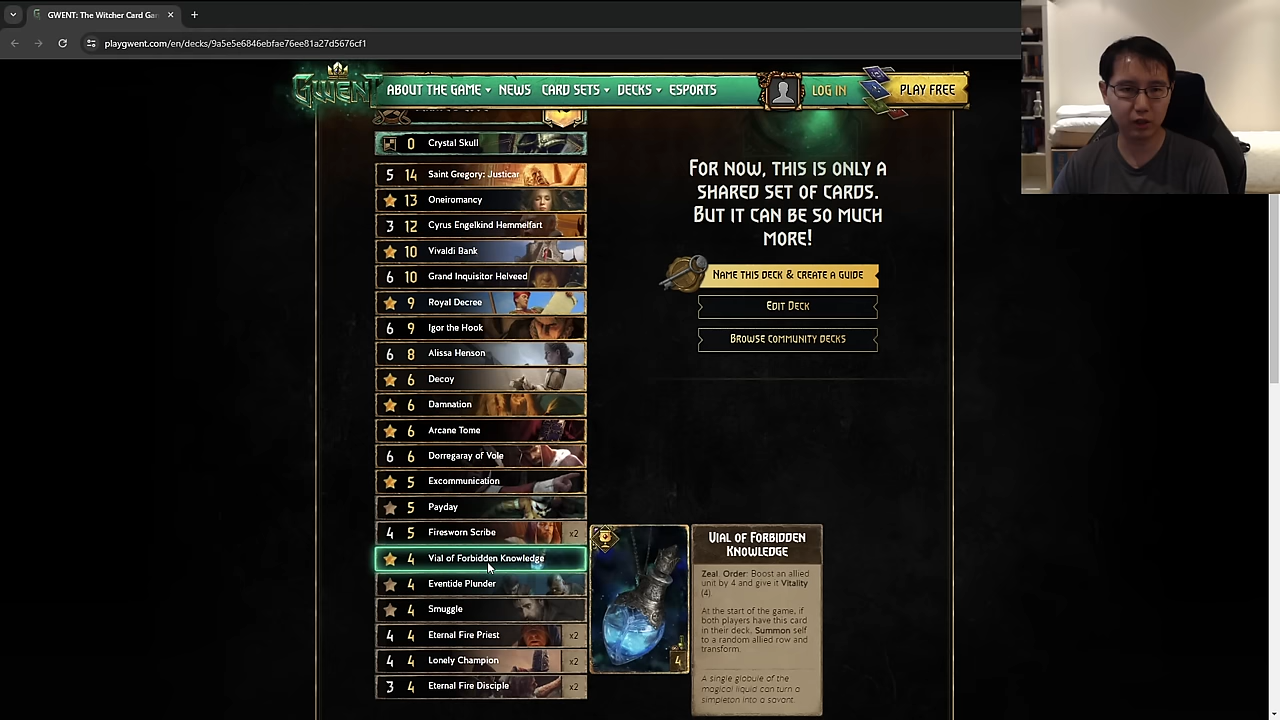 GWENT: The Witcher Card Gam
playgwent.com/en/decks/9a5e5e6846ebfae76ee81a27d5676cf1
GWENT
ABOUT THE GAME
NEWS
CARD SETS
DECKS
ESPORTS
LOG IN
PLAY FREE
0 Crystal Skull
5 14 Saint Gregory: Justicar
13 Oneiromancy
3 12 Cyrus Engelkind Hemmelfart
10 Vivaldi Bank
6 10 Grand Inquisitor Helveed
9 Royal Decree
6 9 Igor the Hook
6 8 Alissa Henson
6 Decoy
6 Damnation
6 Arcane Tome
6 6 Dorregaray of Vole
5 Excommunication
5 Payday
4 5 Firesworn Scribe x2
4 Vial of Forbidden Knowledge
4 Eventide Plunder
4 Smuggle
4 4 Eternal Fire Priest x2
4 4 Lonely Champion x2
3 4 Eternal Fire Disciple x2
FOR NOW, THIS IS ONLY A
SHARED SET OF CARDS.
BUT IT CAN BE SO MUCH
MORE!
NAME THIS DECK & CREATE A GUIDE
EDIT DECK
BROWSE COMMUNITY DECKS
4
VIAL OF FORBIDDEN
KNOWLEDGE
Zeal. Order: Boost an allied
unit by 4 and give it Vitality
(4).
At the start of the game, if
both players have this card
in their deck, Summon self
to a random allied row and
transform.
A single globule of the
magical liquid can turn a
simpleton into a savant.